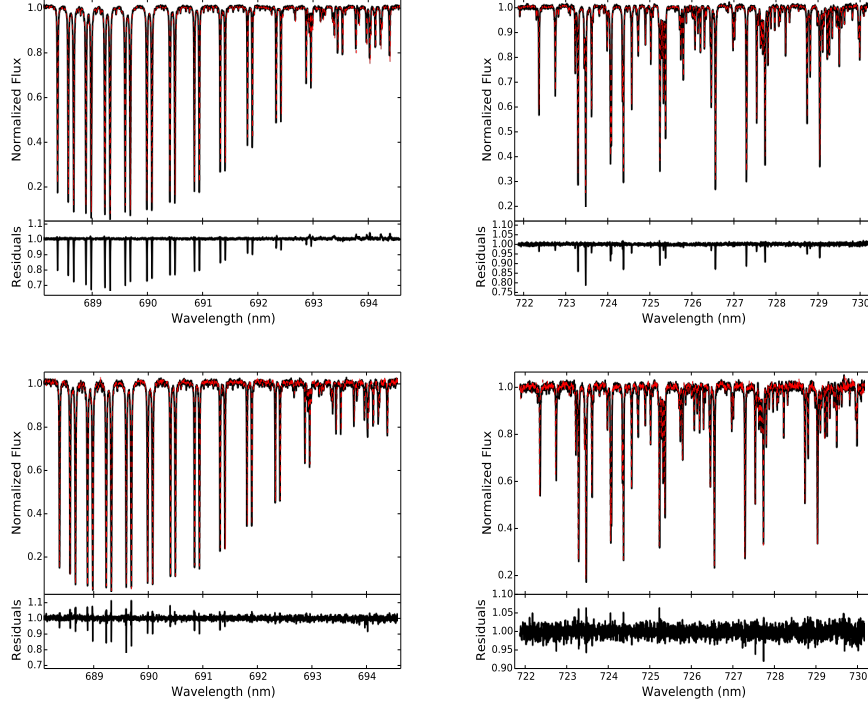 1.0
0.8
0.6
0.4
0.2
Normalized Flux
1.1
1.0
0.9
0.8
0.7
Residuals
689 690 691 692 693 694
Wavelength (nm)
1.0
0.9
0.8
0.7
0.6
0.5
0.4
0.3
0.2
Normalized Flux
1.10
1.05
1.00
0.95
0.90
0.85
0.80
0.75
Residuals
722 723 724 725 726 727 728 729 730
Wavelength (nm)
1.0
0.8
0.6
0.4
0.2
Normalized Flux
1.1
1.0
0.9
0.8
0.7
Residuals
689 690 691 692 693 694
Wavelength (nm)
1.0
0.8
0.6
0.4
0.2
Normalized Flux
1.10
1.05
1.00
0.95
0.90
Residuals
722 723 724 725 726 727 728 729 730
Wavelength (nm)